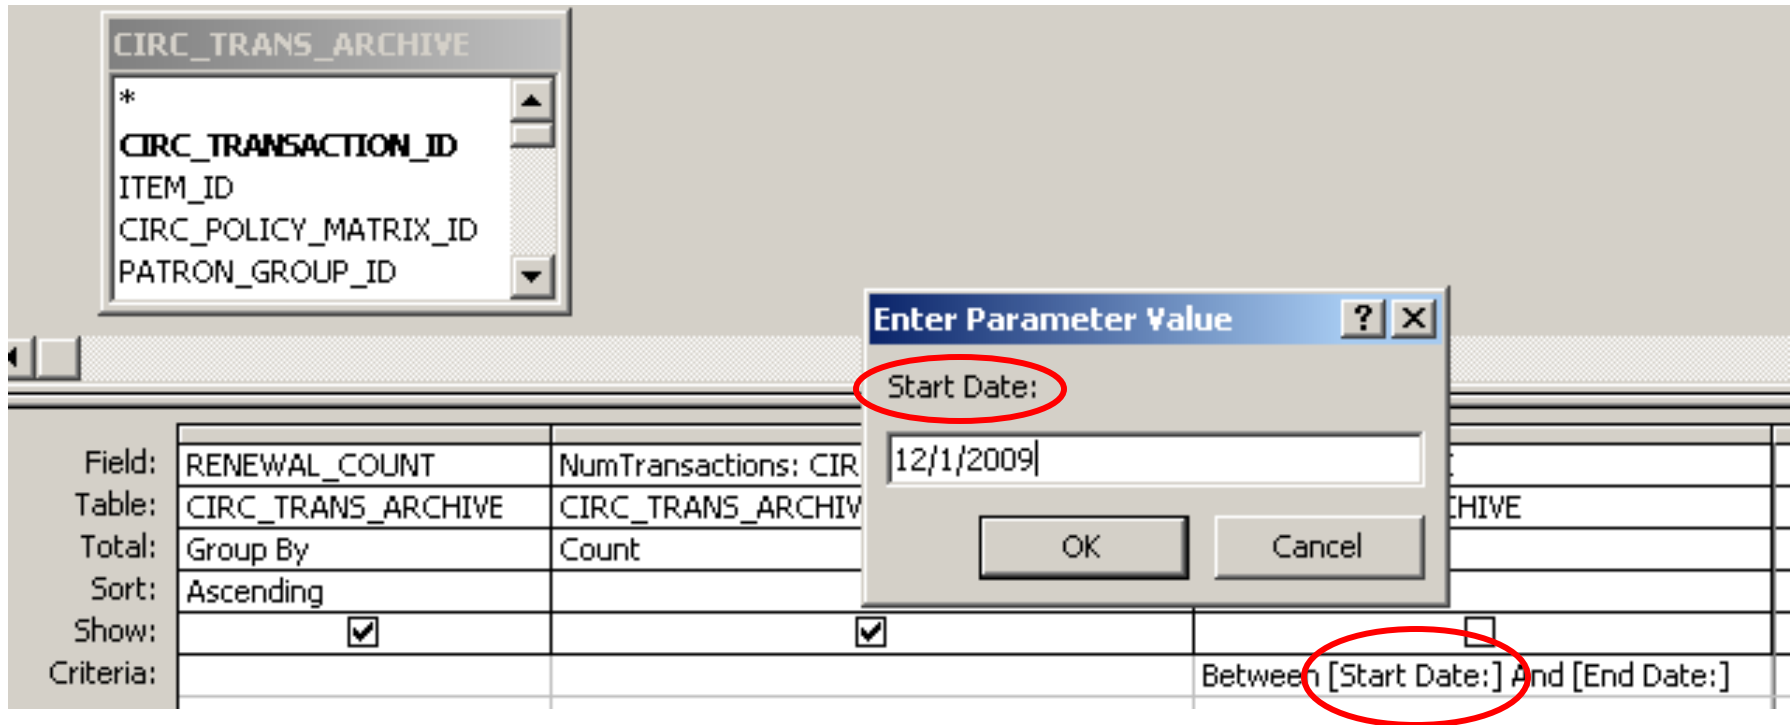 CIRC_TRANS_ARCHIVE
*
CIRC_TRANSACTION_ID
ITEM_ID
CIRC_POLICY_MATRIX_ID
PATRON_GROUP_ID
Enter Parameter Value ? X
Start Date:
12/1/2009
OK Cancel
Field: RENEWAL_COUNT NumTransactions: CIR
Table: CIRC_TRANS_ARCHIVE CIRC_TRANS_ARCHIV HIVE
Total: Group By Count
Sort: Ascending
Show:
Criteria: Between [Start Date:] And [End Date:]